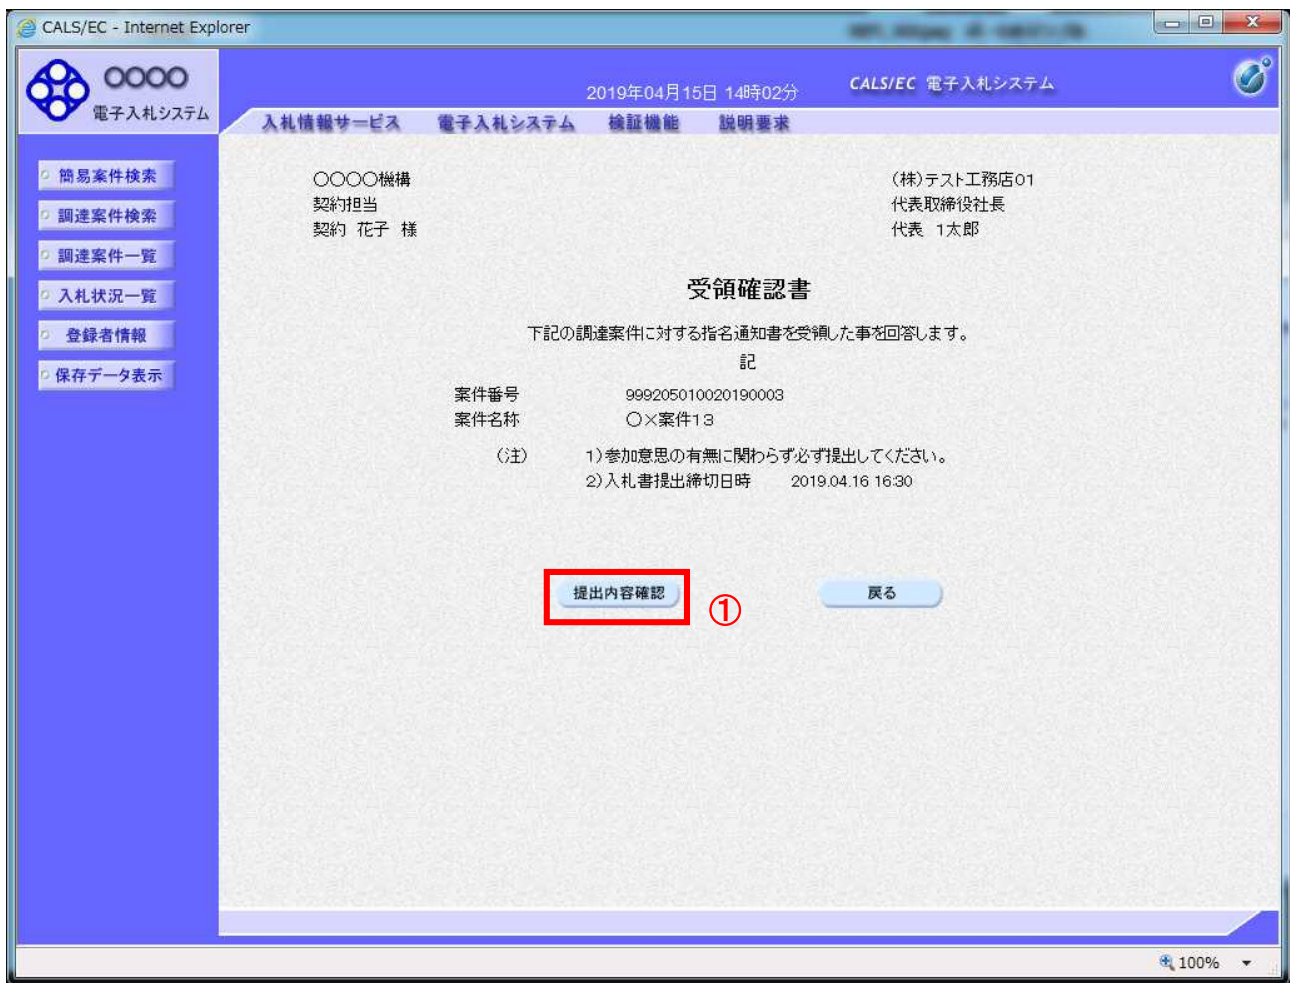 CALS/EC - Internet Explorer
○○○○
電子入札システム
2019年04月15日 14時02分
CALS/EC 電子入札システム
入札情報サービス 電子入札システム 検証機能 説明要求
簡易案件検索
調達案件検索
調達案件一覧
入札状況一覧
登録者情報
保存データ表示
○○○○機構
契約担当
契約 花子 様
(株)テスト工務店01
代表取締役社長
代表 1太郎
受領確認書
下記の調達案件に対する指名通知書を受領した事を回答します。
記
案件番号 999205010020190003
案件名称 ○×案件13
(注) 1)参加意思の有無に関わらず必ず提出してください。
2)入札書提出締切日時 2019.04.16 16:30
提出内容確認
①
戻る
100%